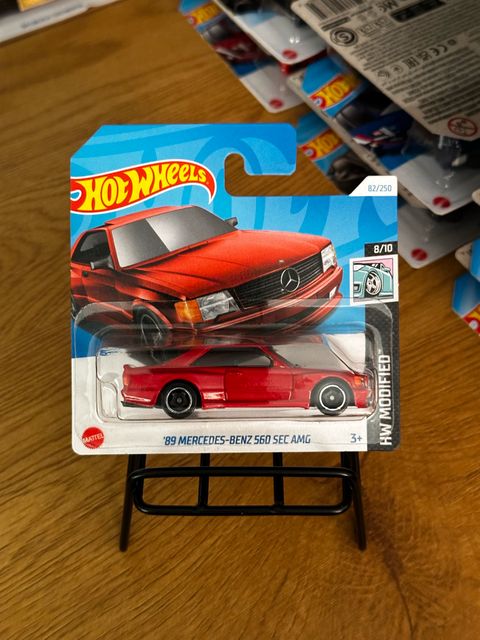 HOT WHEELS
82/250
8/10
HW MODIFIED
MATTEL
'89 MERCEDES-BENZ 560 SEC AMG
3+